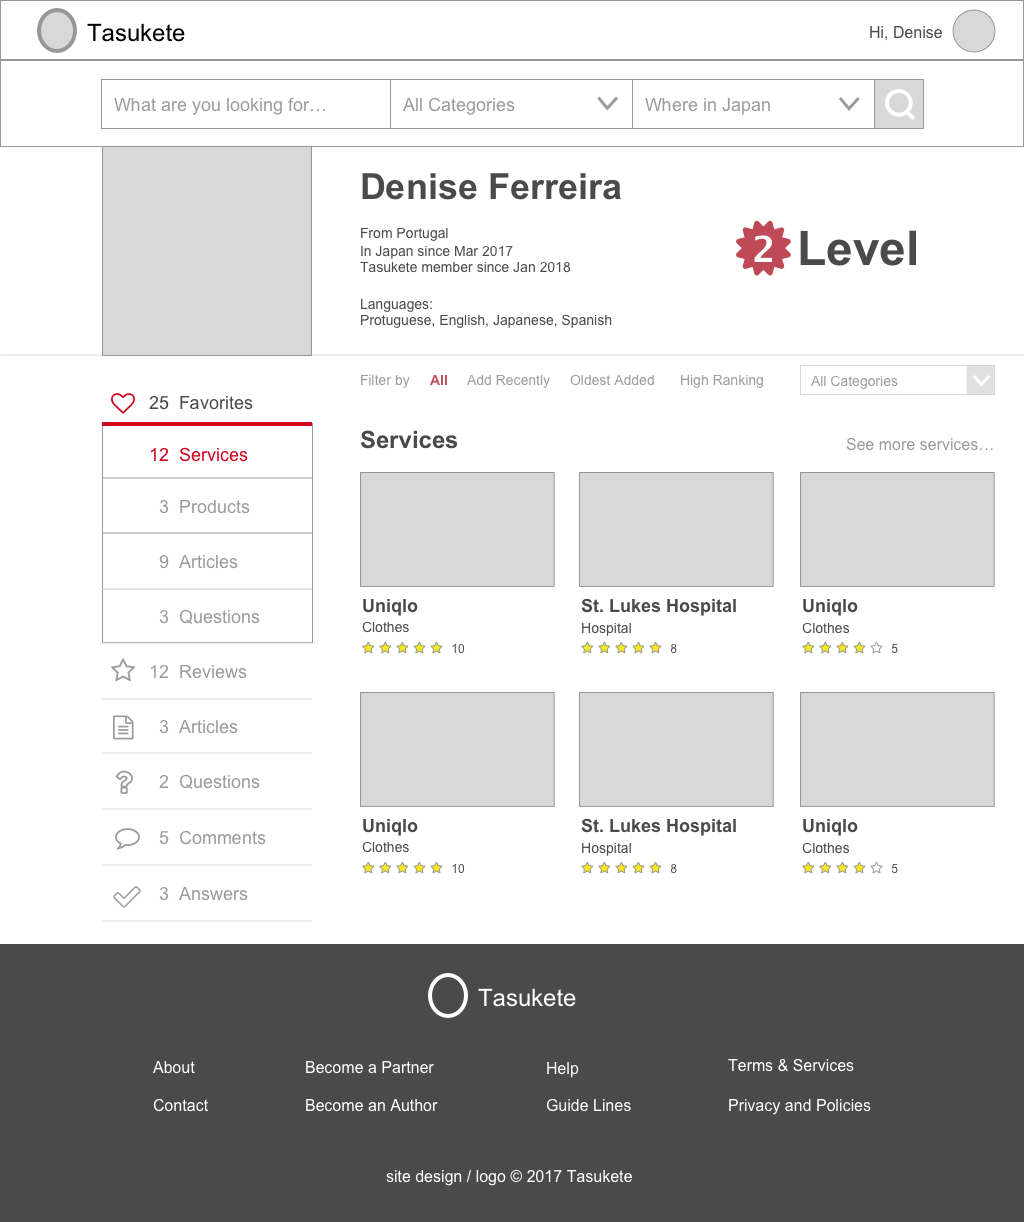 Tasukete
Hi, Denise
What are you looking for…
All Categories
Where in Japan
Denise Ferreira
From Portugal
In Japan since Mar 2017
Tasukete member since Jan 2018
Languages:
Protuguese, English, Japanese, Spanish
2 Level
25 Favorites
12 Services
3 Products
9 Articles
3 Questions
12 Reviews
3 Articles
2 Questions
5 Comments
3 Answers
Filter by All Add Recently Oldest Added High Ranking
All Categories
Services
See more services…
Uniqlo
Clothes
10
St. Lukes Hospital
Hospital
8
Uniqlo
Clothes
5
Uniqlo
Clothes
10
St. Lukes Hospital
Hospital
8
Uniqlo
Clothes
5
Tasukete
About
Contact
Become a Partner
Become an Author
Help
Guide Lines
Terms & Services
Privacy and Policies
site design / logo © 2017 Tasukete